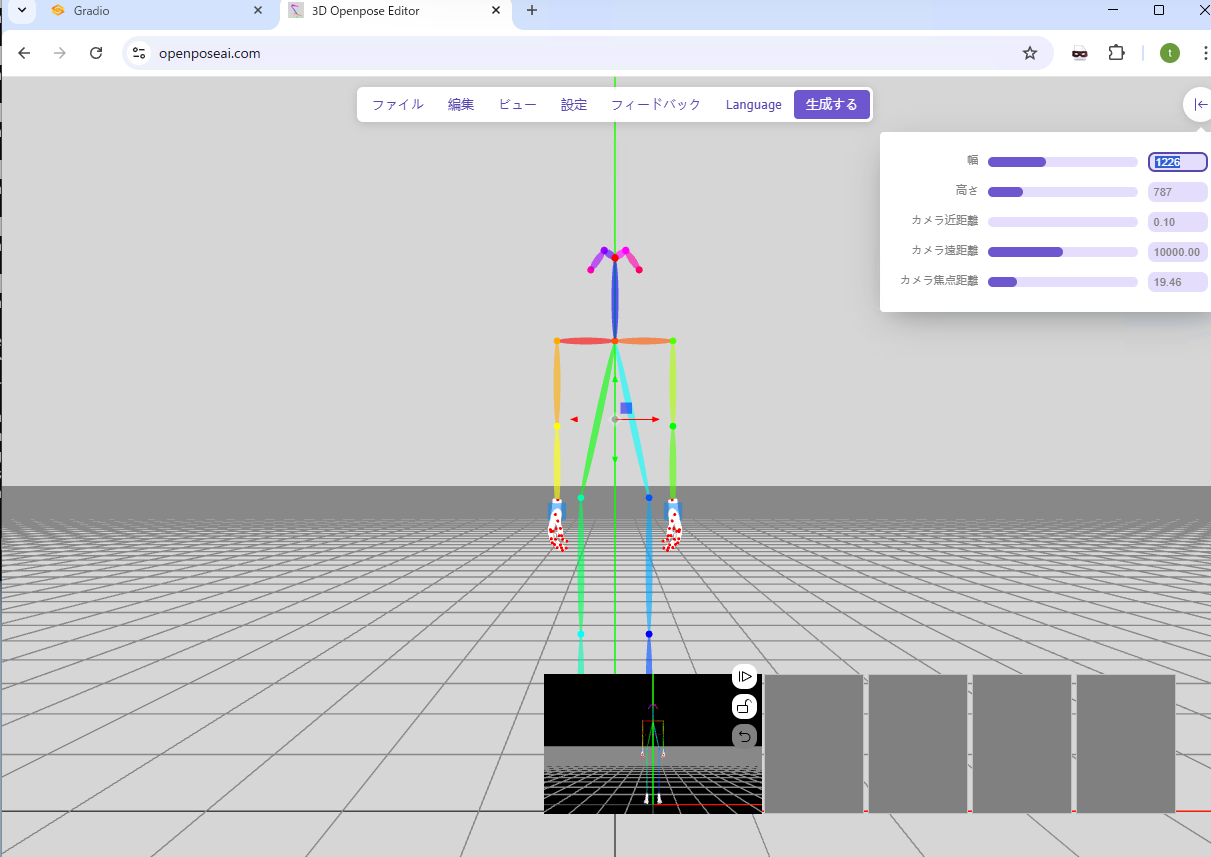 Gradio
3D Openpose Editor
openposeai.com
t
ファイル 編集 ビュー 設定 フィードバック Language 生成する
幅 1226
高さ 787
カメラ近距離 0.10
カメラ遠距離 10000.00
カメラ焦点距離 19.46